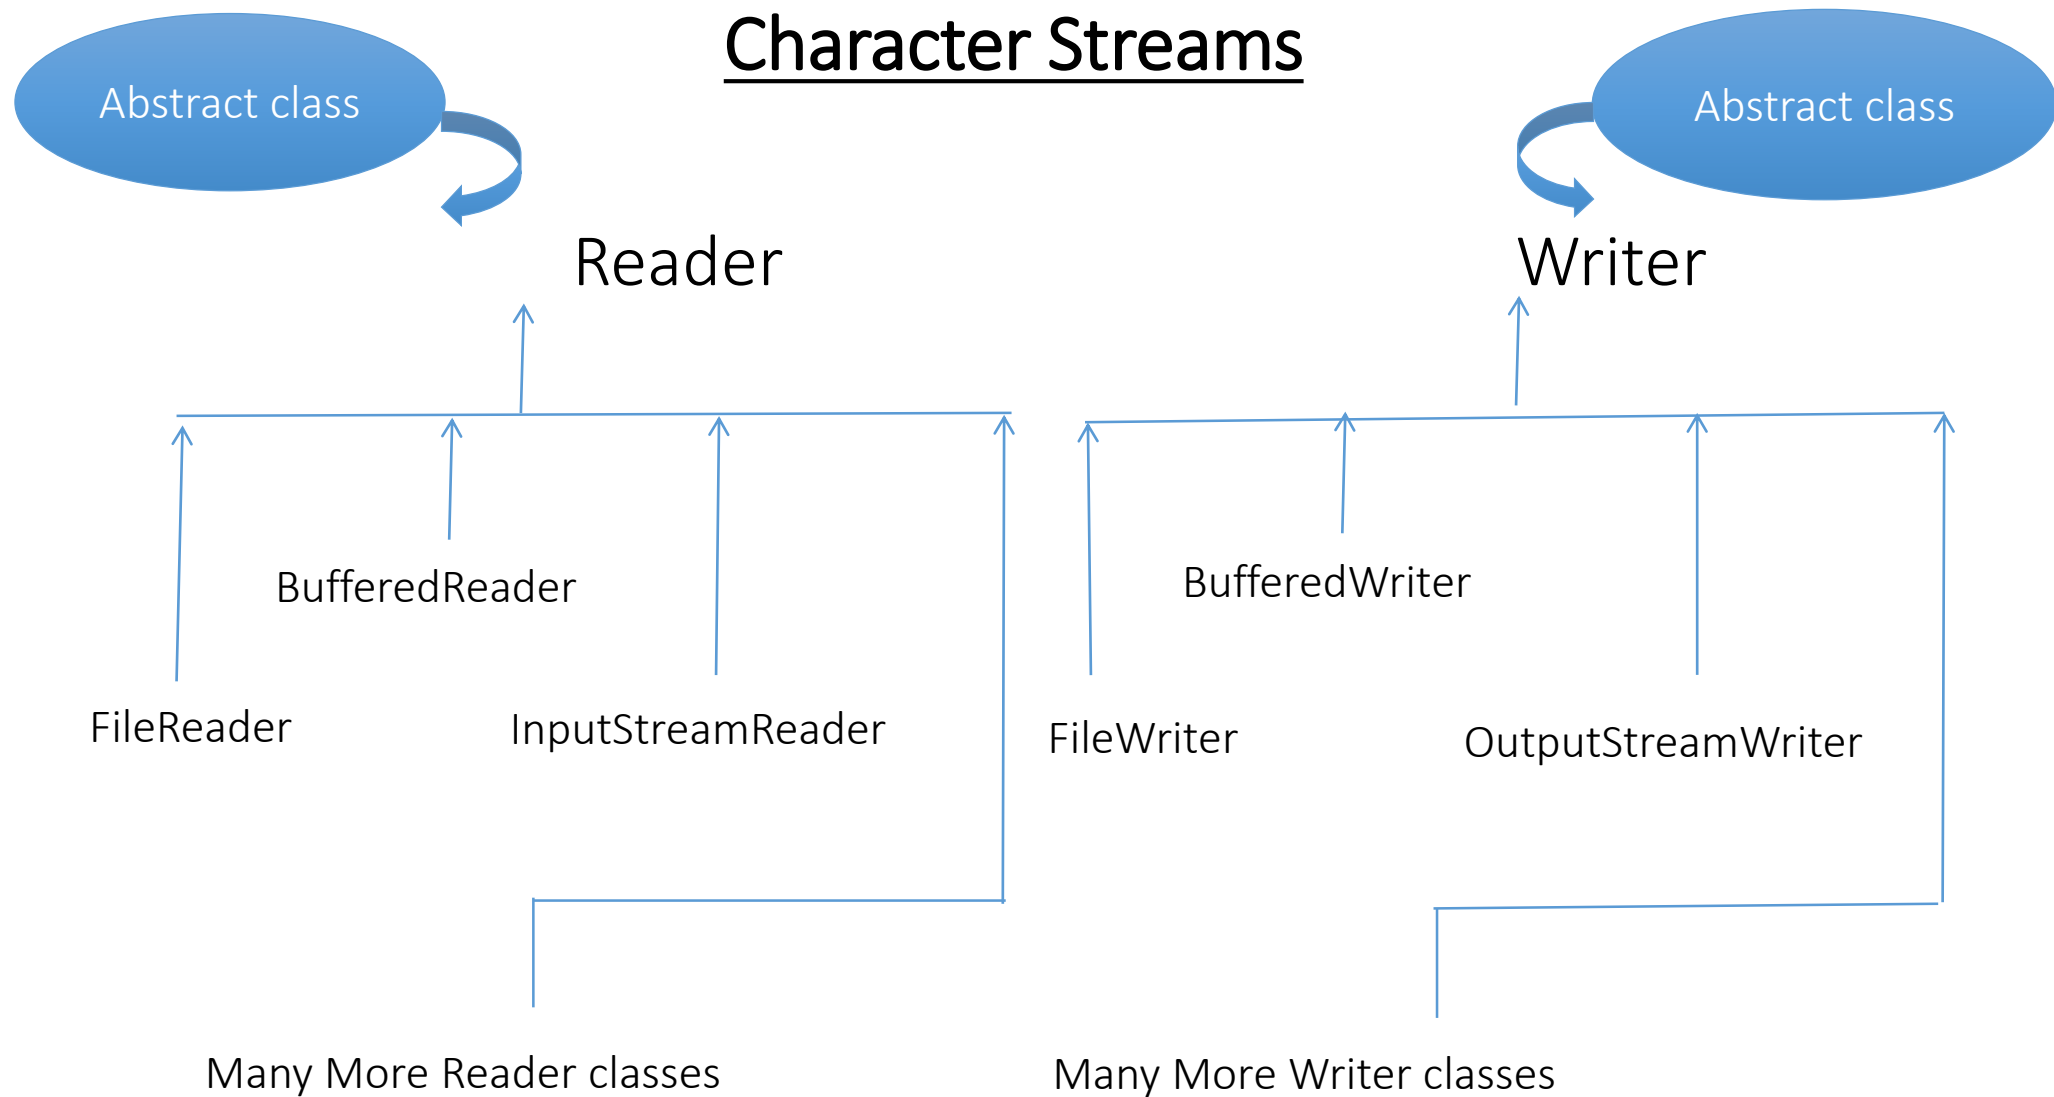 Character Streams
Abstract class
Abstract class
Reader
Writer
BufferedReader
BufferedWriter
FileReader
InputStreamReader
FileWriter
OutputStreamWriter
Many More Reader classes
Many More Writer classes